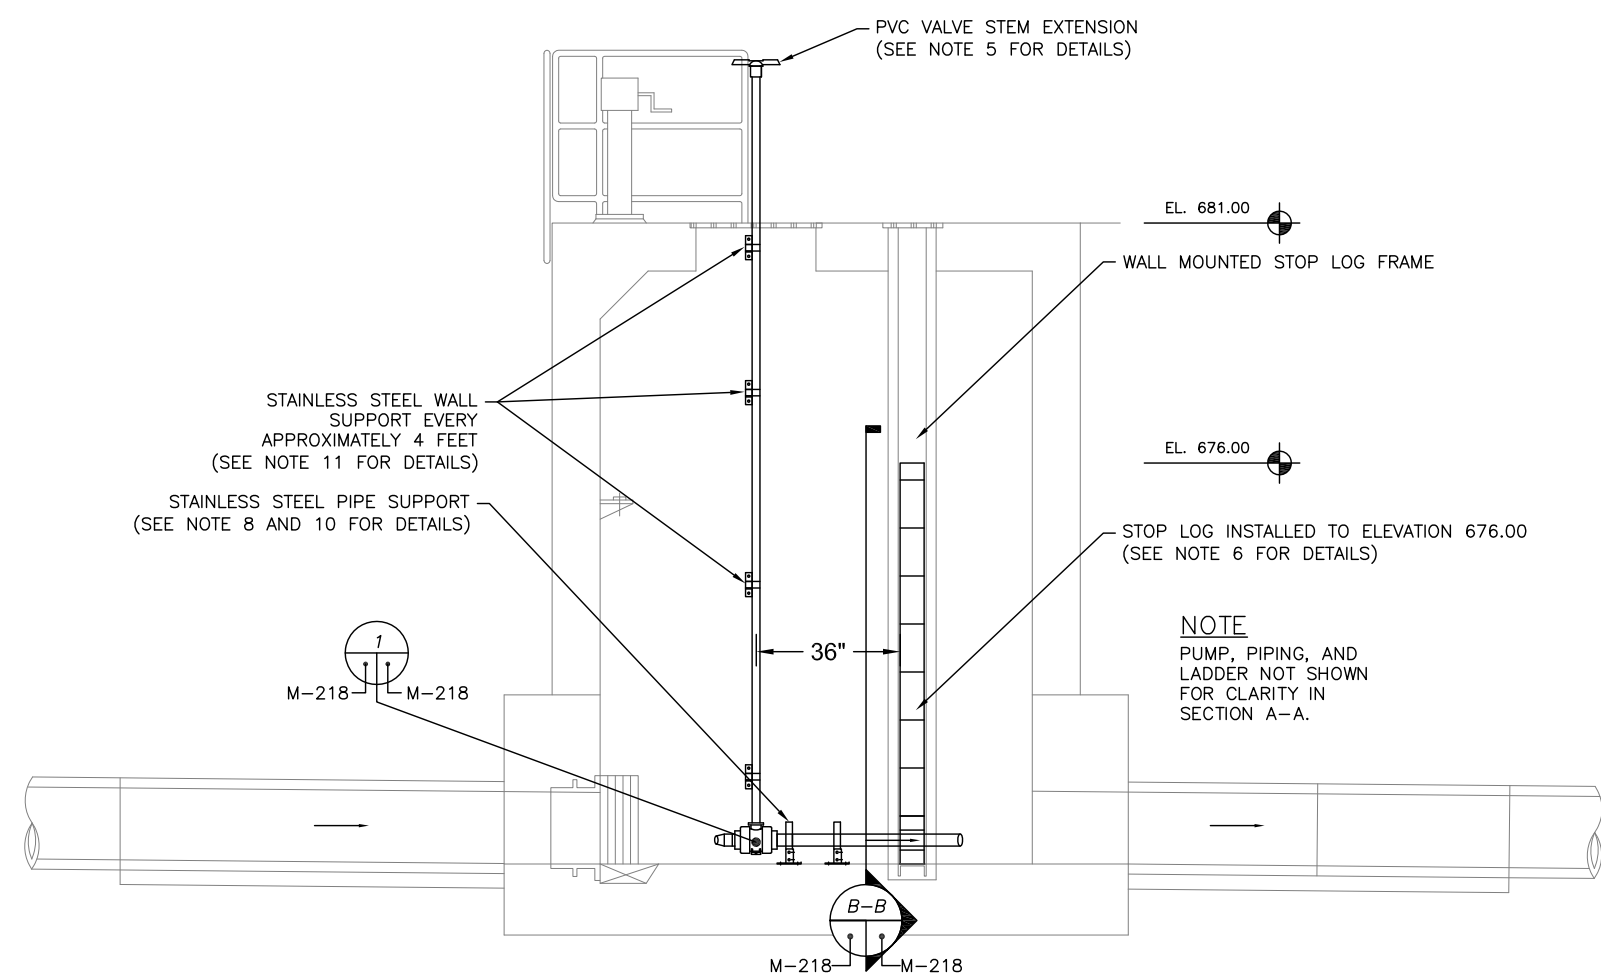 PVC VALVE STEM EXTENSION
(SEE NOTE 5 FOR DETAILS)
EL. 681.00
WALL MOUNTED STOP LOG FRAME
STAINLESS STEEL WALL
SUPPORT EVERY
APPROXIMATELY 4 FEET
(SEE NOTE 11 FOR DETAILS)
EL. 676.00
STAINLESS STEEL PIPE SUPPORT
(SEE NOTE 8 AND 10 FOR DETAILS)
STOP LOG INSTALLED TO ELEVATION 676.00
(SEE NOTE 6 FOR DETAILS)
NOTE
PUMP, PIPING, AND
LADDER NOT SHOWN
FOR CLARITY IN
SECTION A-A.
1
M-218 M-218
36"
B-B
M-218 M-218